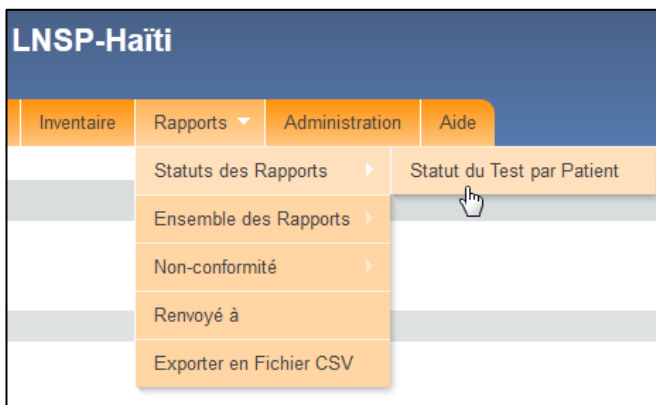 LNSP-Haïti
Inventaire
Rapports
Administration
Aide
Statuts des Rapports
Statut du Test par Patient
Ensemble des Rapports
Non-conformité
Renvoyé à
Exporter en Fichier CSV